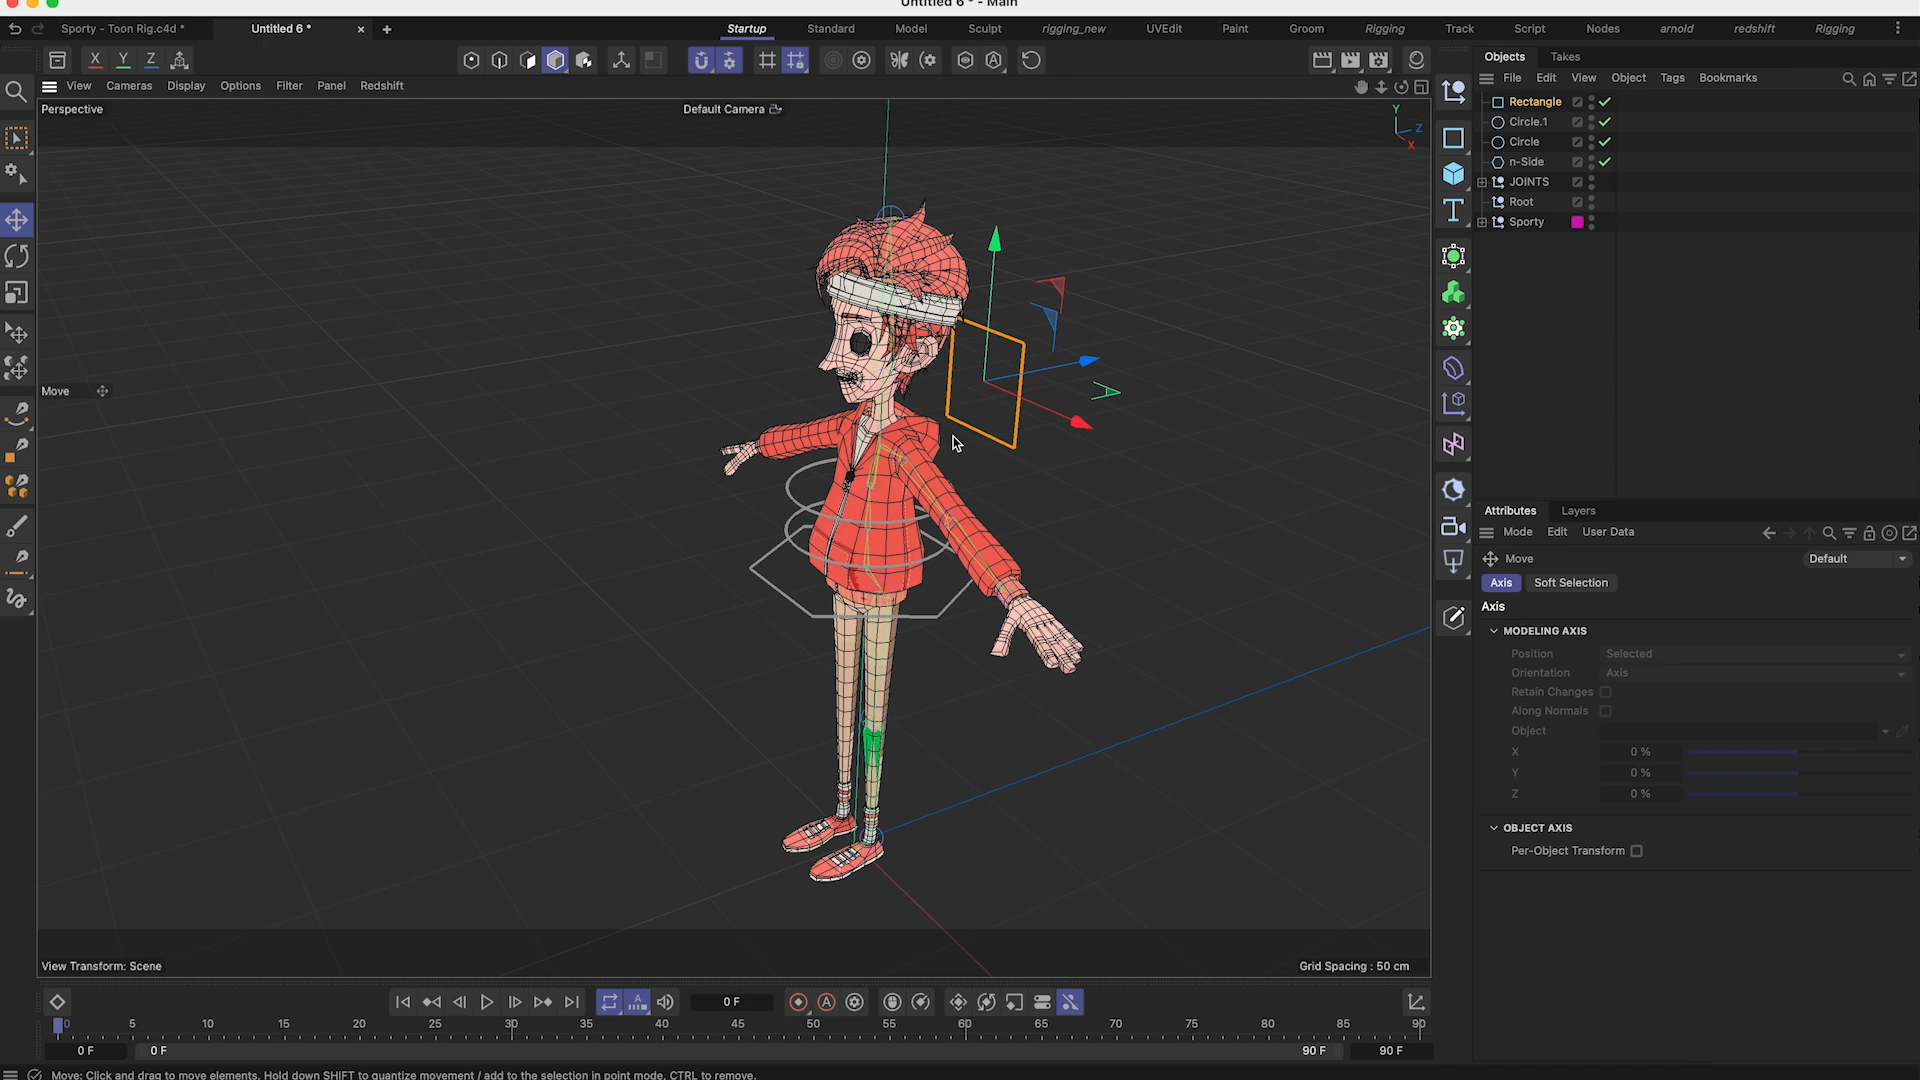 Untitled 6 * - Main
Sporty - Toon Rig.c4d *
Untitled 6 *
Startup
Standard
Model
Sculpt
rigging_new
UVEdit
Paint
Groom
Rigging
Track
Script
Nodes
arnold
redshift
Rigging
X Y Z
Objects
Takes
File Edit View Object Tags Bookmarks
View Cameras Display Options Filter Panel Redshift
Perspective
Default Camera
Y
Z
X
Rectangle
Circle.1
Circle
n-Side
JOINTS
Root
Sporty
Move
Attributes
Layers
Mode Edit User Data
Move
Default
Axis
Soft Selection
Axis
MODELING AXIS
Position Selected
Orientation Axis
Retain Changes
Along Normals
Object
X 0 %
Y 0 %
Z 0 %
OBJECT AXIS
Per-Object Transform
View Transform: Scene
Grid Spacing : 50 cm
0 F
0 5 10 15 20 25 30 35 40 45 50 55 60 65 70 75 80 85 90
0 F
0 F
90 F
90 F
Move: Click and drag to move elements. Hold down SHIFT to quantize movement / add to the selection in point mode, CTRL to remove.